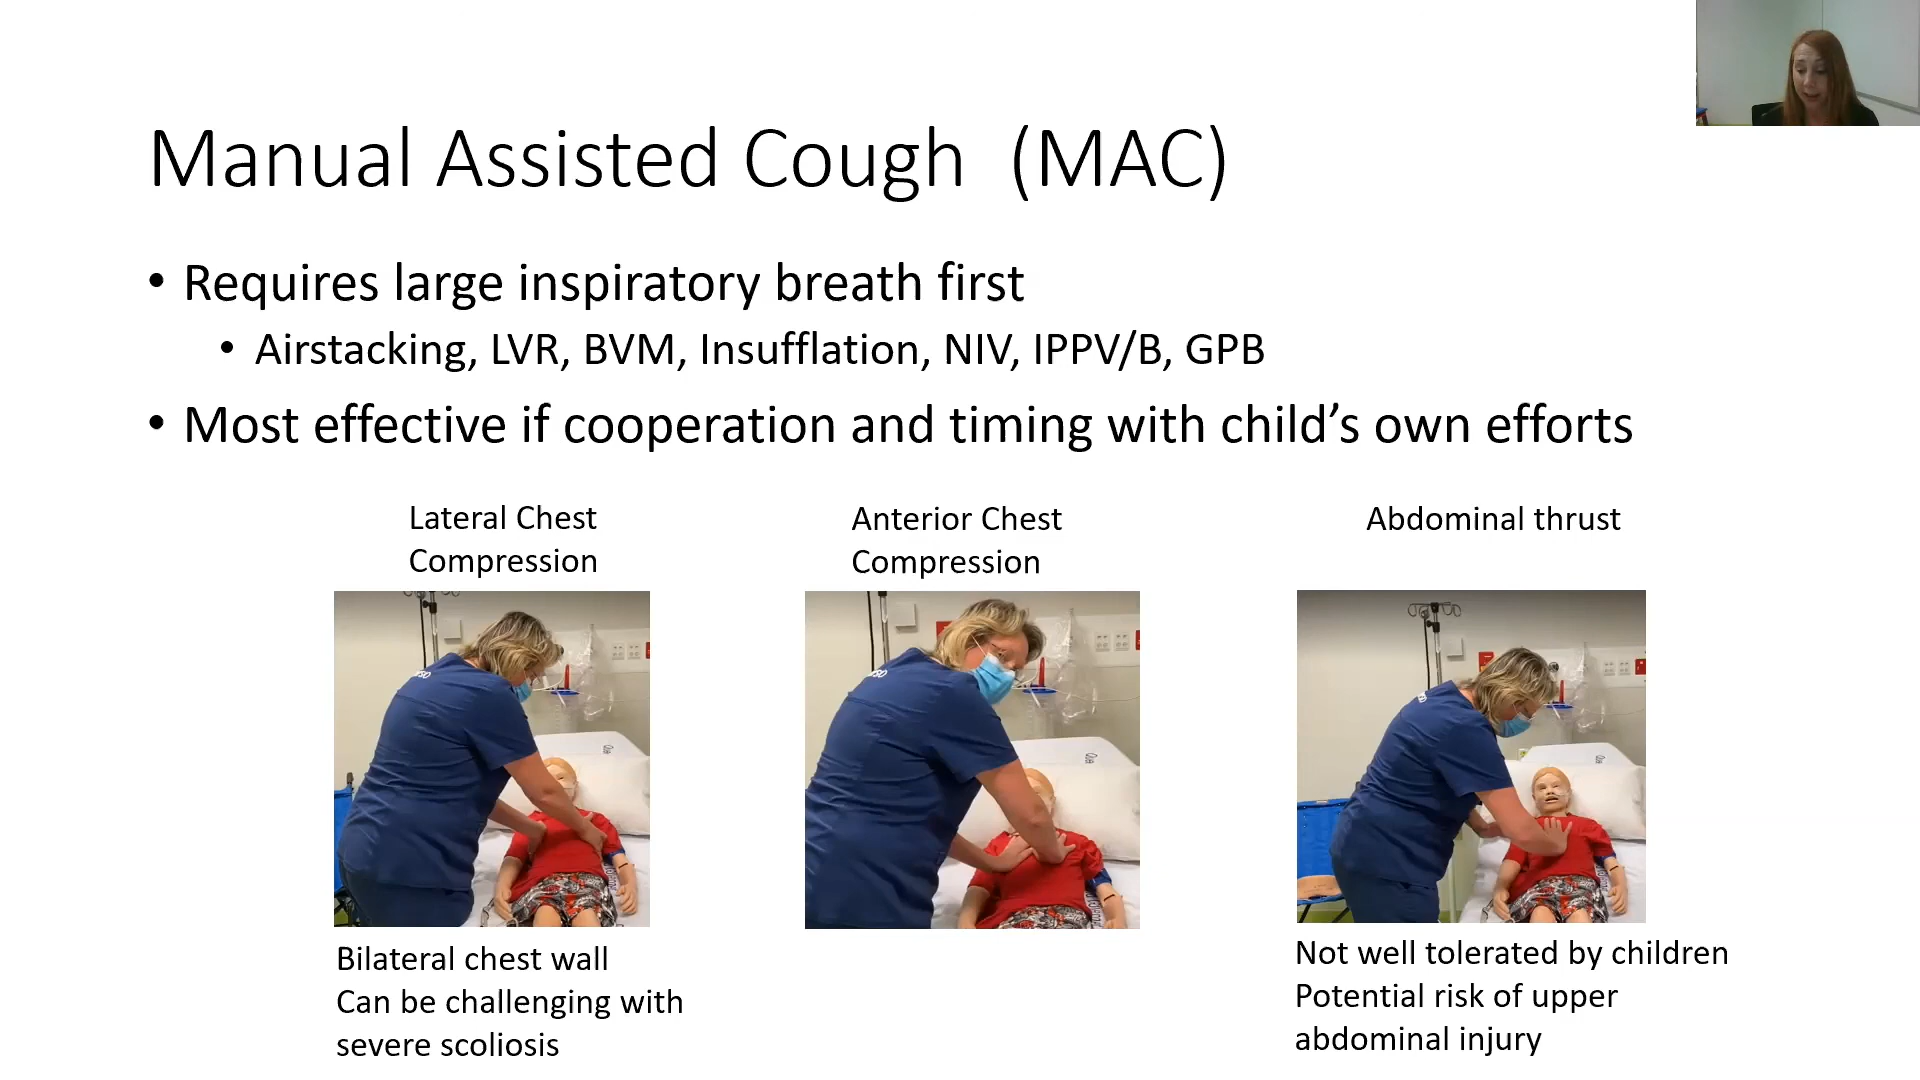 Manual Assisted Cough (MAC)
• Requires large inspiratory breath first
• Airstacking, LVR, BVM, Insufflation, NIV, IPPV/B, GPB
• Most effective if cooperation and timing with child’s own efforts
Lateral Chest
Compression
Anterior Chest
Compression
Abdominal thrust
Bilateral chest wall
Can be challenging with
severe scoliosis
Not well tolerated by children
Potential risk of upper
abdominal injury